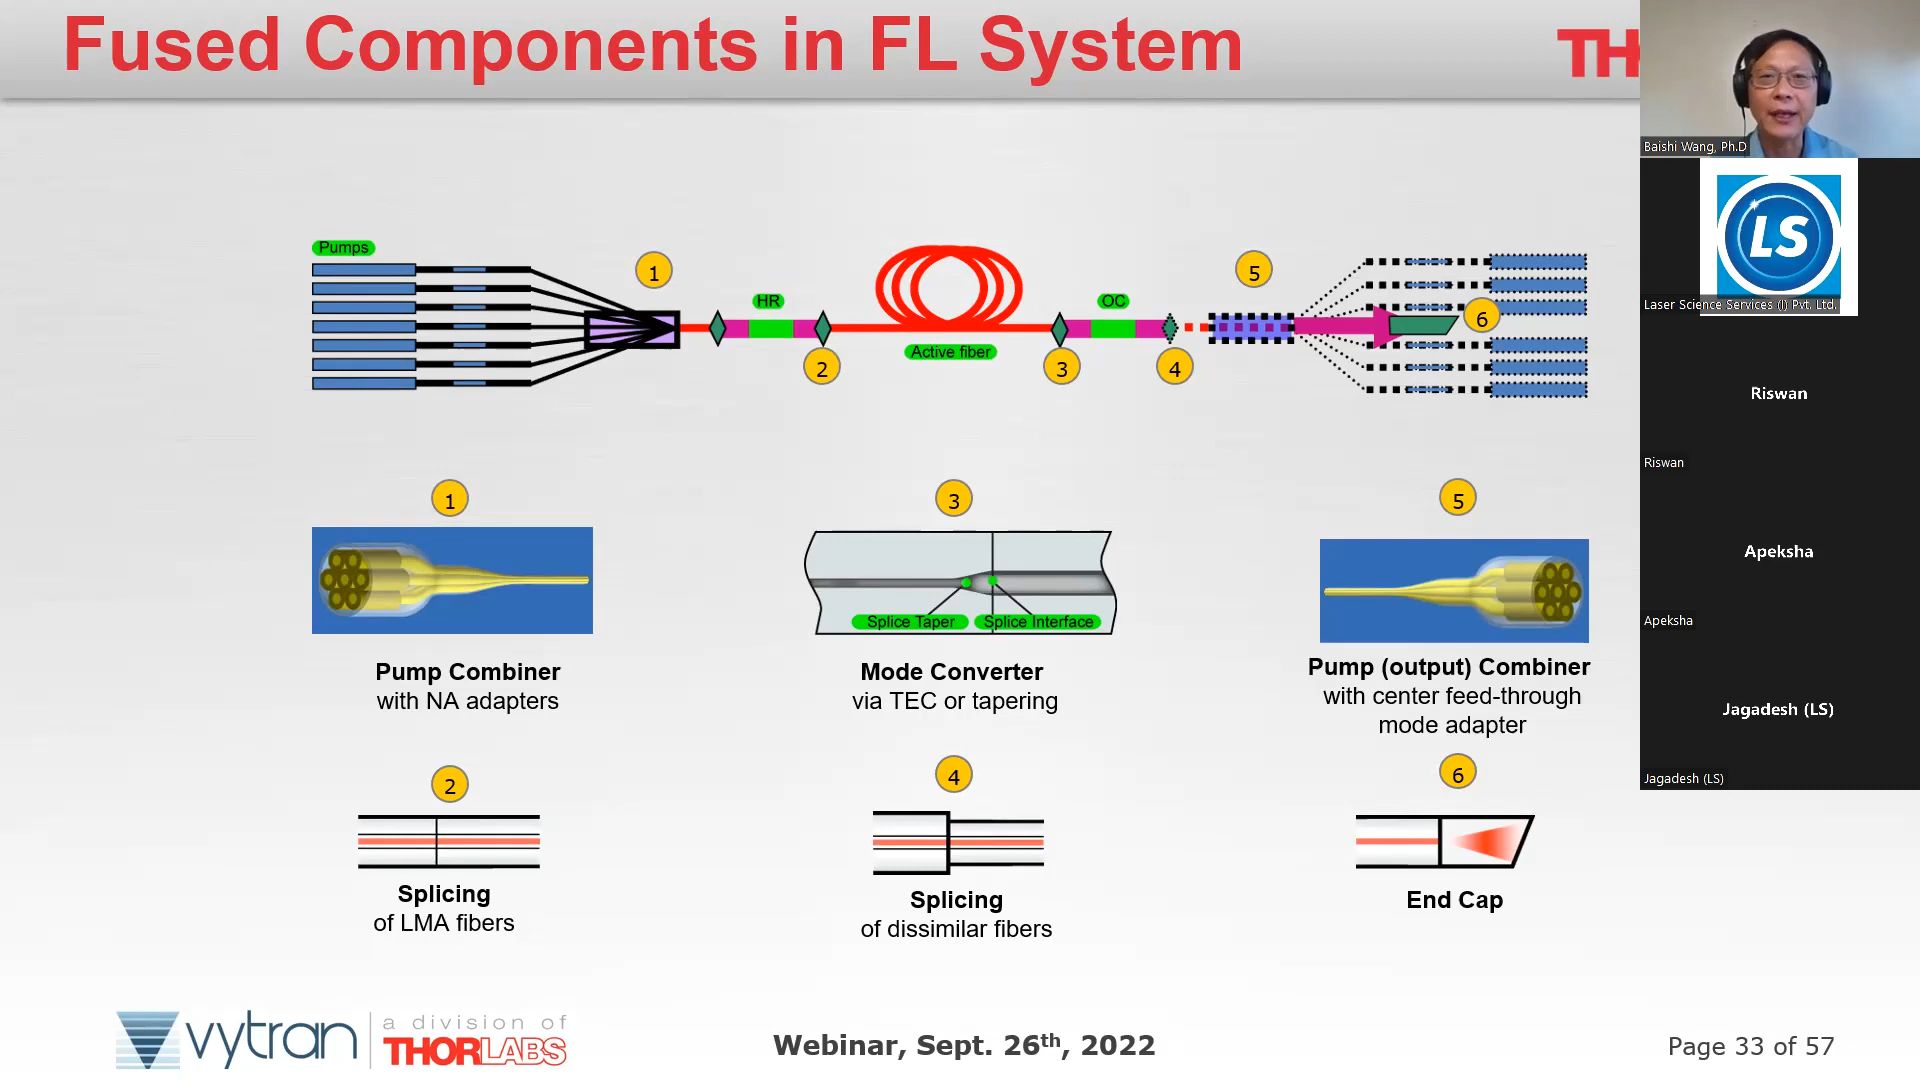 Fused Components in FL System
TH
Baishi Wang, Ph.D
LS
Laser Science Services (I) Pvt. Ltd.
Riswan
Riswan
Apeksha
Apeksha
Jagadesh (LS)
Jagadesh (LS)
Pumps
1
HR
2
Active fiber
3
OC
4
5
6
1
Pump Combiner
with NA adapters
3
Splice Taper
Splice Interface
Mode Converter
via TEC or tapering
5
Pump (output) Combiner
with center feed-through
mode adapter
2
Splicing
of LMA fibers
4
Splicing
of dissimilar fibers
6
End Cap
vytran
a division of
THORLABS
Webinar, Sept. 26th, 2022
Page 33 of 57